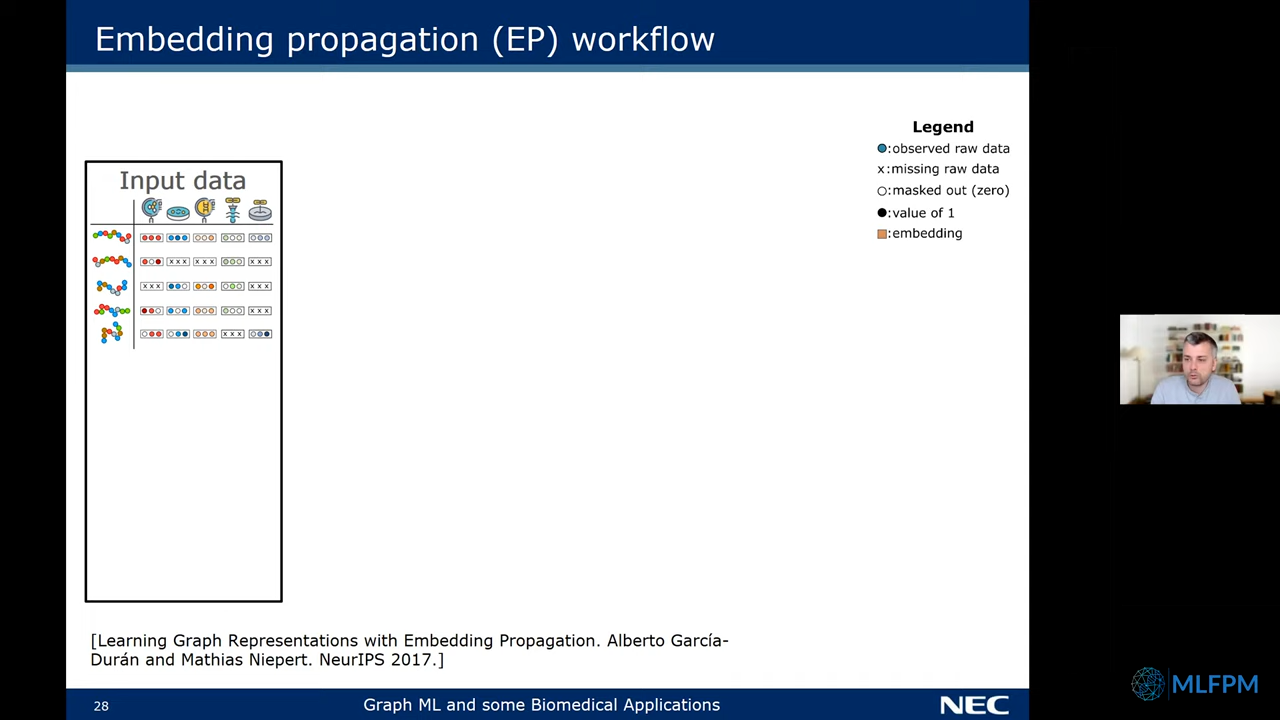 Embedding propagation (EP) workflow
Legend
:observed raw data
x:missing raw data
:masked out (zero)
:value of 1
:embedding
Input data
x x x
x x x
x x x
x x x
x x x
x x x
x x x
[Learning Graph Representations with Embedding Propagation. Alberto García-
Durán and Mathias Niepert. NeurIPS 2017.]
28
Graph ML and some Biomedical Applications
NEC
MLFPM